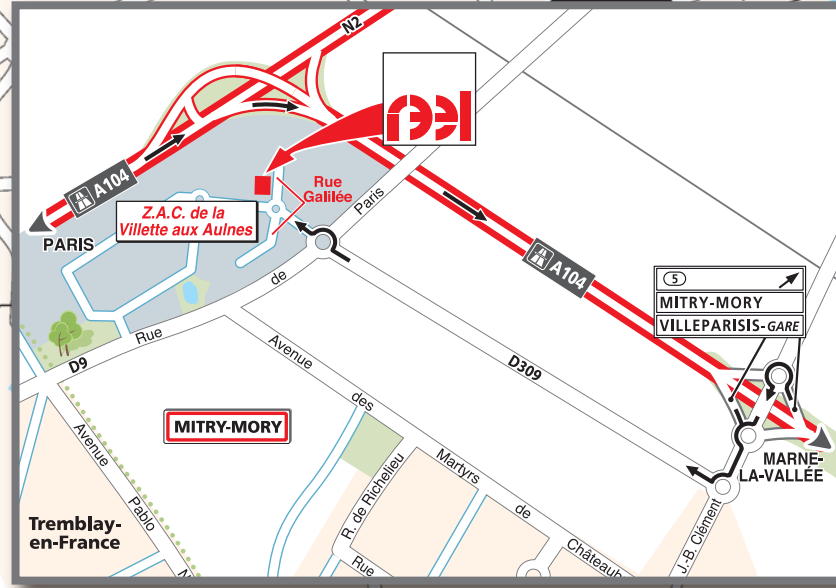 N2
reel
A104
Rue
Galilée
Z.A.C. de la
Villette aux Aulnes
PARIS
Rue de Paris
A104
5
MITRY-MORY
VILLEPARISIS-GARE
D9
D309
Avenue des Martyrs de
MITRY-MORY
MARNE-
LA-VALLÉE
Avenue Pablo
R. de Richelieu
J.-B. Clément
Tremblay-
en-France
Rue